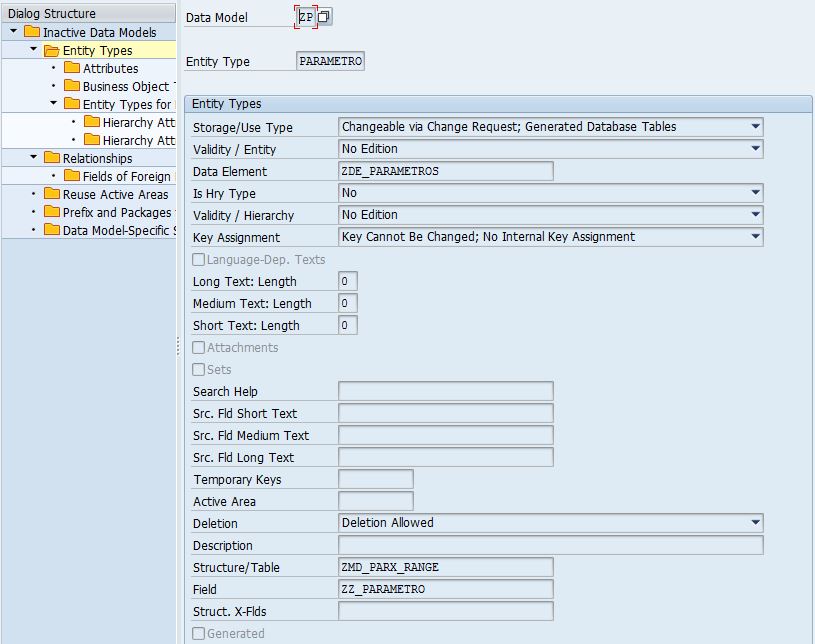 Dialog Structure
Inactive Data Models
Entity Types
Attributes
Business Object T
Entity Types for
Hierarchy Att
Hierarchy Att
Relationships
Fields of Foreign
Reuse Active Areas
Prefix and Packages
Data Model-Specific S
Data Model ZP
Entity Type PARAMETRO
Entity Types
Storage/Use Type Changeable via Change Request; Generated Database Tables
Validity / Entity No Edition
Data Element ZDE_PARAMETROS
Is Hry Type No
Validity / Hierarchy No Edition
Key Assignment Key Cannot Be Changed; No Internal Key Assignment
Language-Dep. Texts
Long Text: Length 0
Medium Text: Length 0
Short Text: Length 0
Attachments
Sets
Search Help
Src. Fld Short Text
Src. Fld Medium Text
Src. Fld Long Text
Temporary Keys
Active Area
Deletion Deletion Allowed
Description
Structure/Table ZMD_PARX_RANGE
Field ZZ_PARAMETRO
Struct. X-Flds
Generated